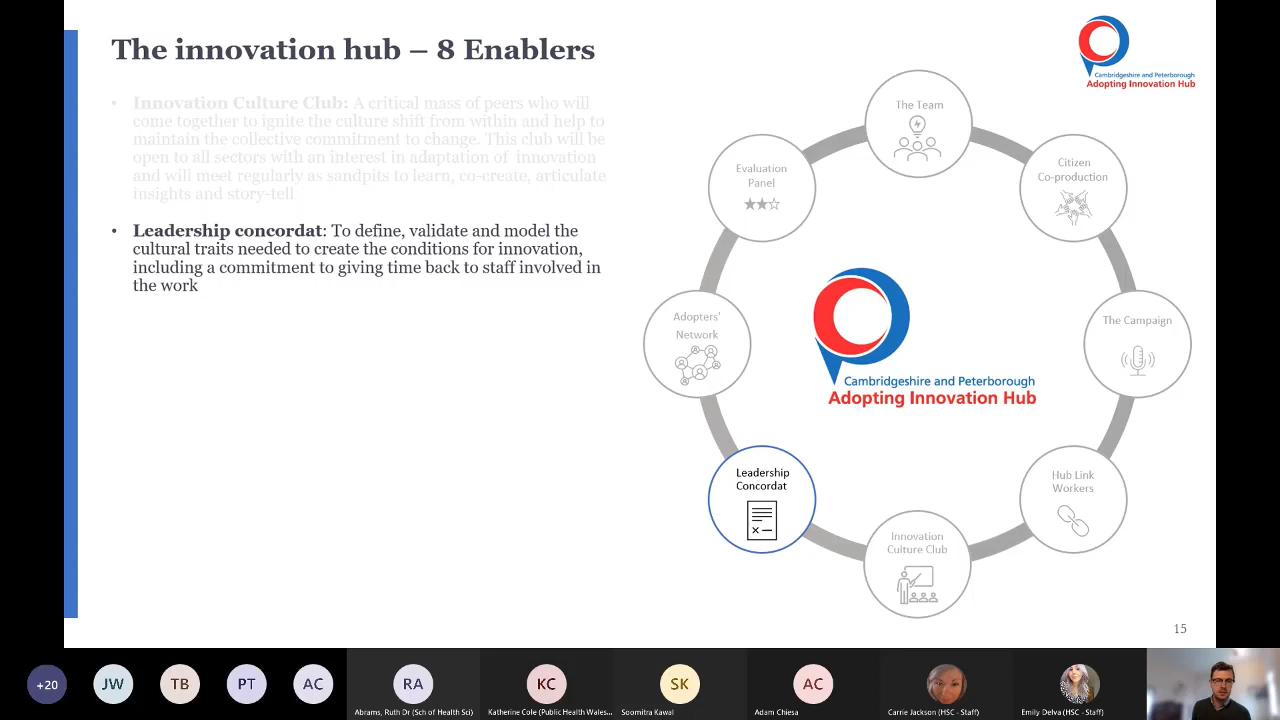 The innovation hub – 8 Enablers
Cambridgeshire and Peterborough
Adopting Innovation Hub
• Innovation Culture Club: A critical mass of peers who will
come together to ignite the culture shift from within and help to
maintain the collective commitment to change. This club will be
open to all sectors with an interest in adaptation of innovation
and will meet regularly as sandpits to learn, co-create, articulate
insights and story-tell
• Leadership concordat: To define, validate and model the
cultural traits needed to create the conditions for innovation,
including a commitment to giving time back to staff involved in
the work
The Team
Citizen
Co-production
The Campaign
Hub Link
Workers
Innovation
Culture Club
Leadership
Concordat
Adopters'
Network
Evaluation
Panel
Cambridgeshire and Peterborough
Adopting Innovation Hub
15
+20
JW
TB
PT
AC
RA
Abrams, Ruth Dr (Sch of Health Sci)
KC
Katherine Cole (Public Health Wales...
SK
Soomitra Kawal
AC
Adam Chiesa
Carrie Jackson (HSC - Staff)
Emily Delva (HSC - Staff)